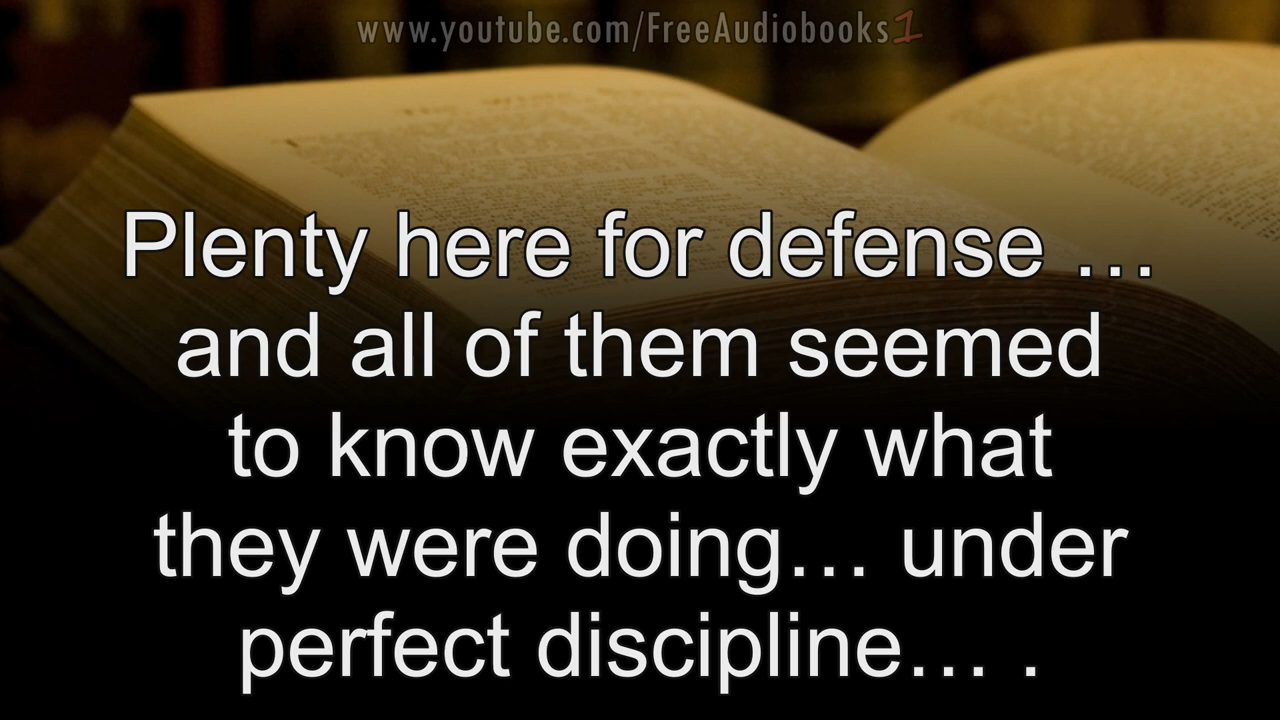 www.youtube.com/FreeAudiobooks1
Plenty here for defense …
and all of them seemed
to know exactly what
they were doing… under
perfect discipline… .